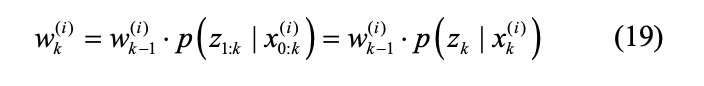 w_k^{(i)} = w_{k-1}^{(i)} · p(z_{1:k} | x_{0:k}^{(i)}) = w_{k-1}^{(i)} · p(z_k | x_k^{(i)}) (19)